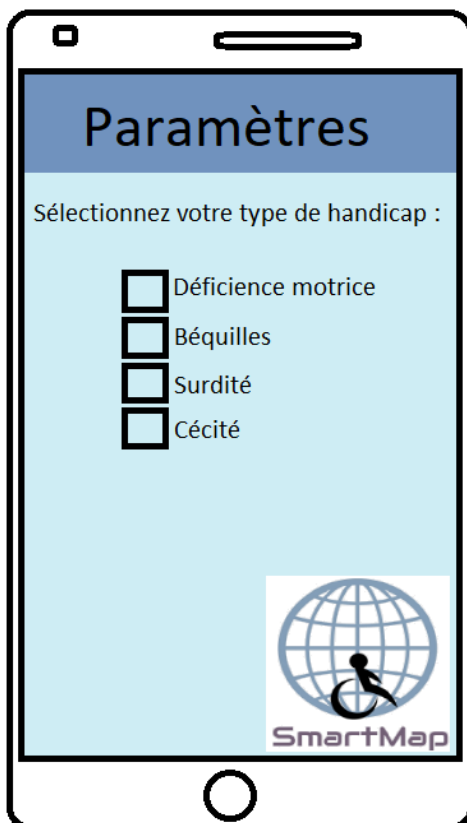 Paramètres
Sélectionnez votre type de handicap :
Déficience motrice
Béquilles
Surdité
Cécité
SmartMap